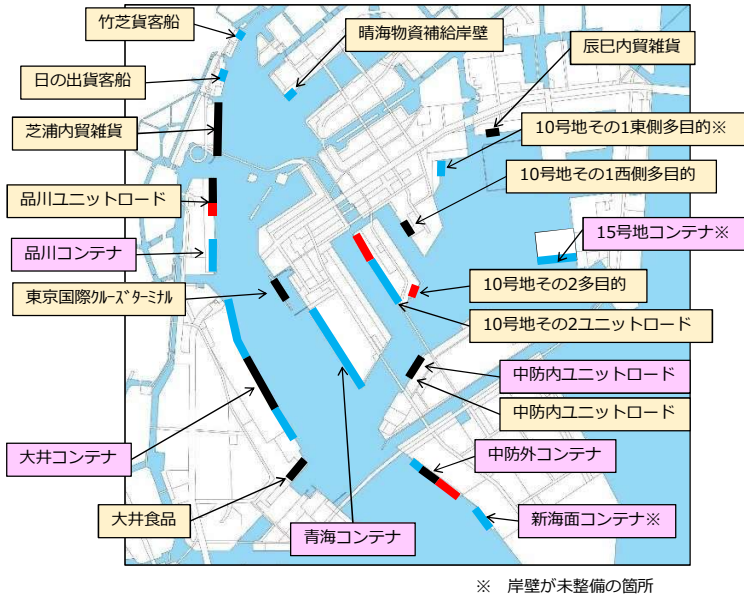 竹芝貨客船
晴海物資補給岸壁
辰巳内貿雑貨
日の出貨客船
芝浦内貿雑貨
10号地その1東側多目的※
10号地その1西側多目的
品川ユニットロード
15号地コンテナ※
品川コンテナ
10号地その2多目的
東京国際ｸﾙｰｽﾞﾀｰﾐﾅﾙ
10号地その2ユニットロード
中防内ユニットロード
中防内ユニットロード
大井コンテナ
中防外コンテナ
大井食品
青海コンテナ
新海面コンテナ※
※　岸壁が未整備の箇所